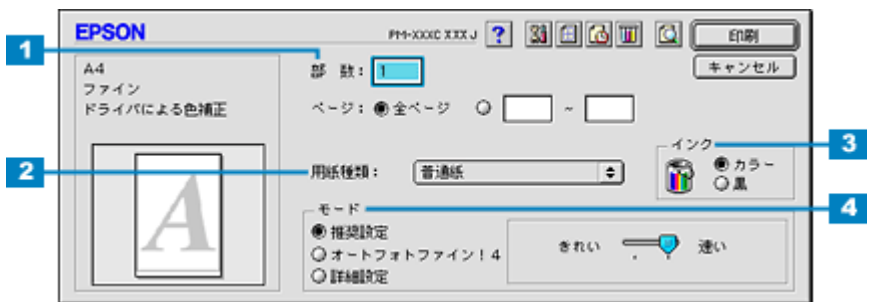 EPSON
PM-XXXC XXX J
?
印刷
キャンセル
1
A4
ファイン
ドライバによる色補正
部 数: 1
ページ: 全ページ ~
2
用紙種類: 普通紙
3
インク
カラー
黒
4
モード
推奨設定
オートフォトファイン!4
詳細設定
きれい 速い
A